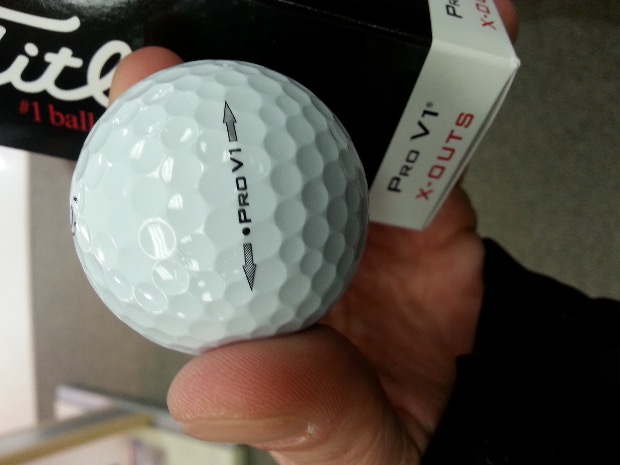 Titl
#1 ball
•PRO V1
PRO V1®
X-OUTS